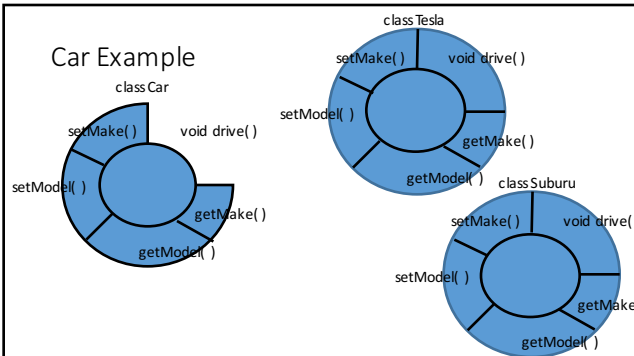 Car Example
class Car
setMake( )
void drive( )
setModel( )
getMake( )
getModel( )
class Tesla
setMake( )
void drive( )
setModel( )
getMake( )
getModel( )
class Suburu
setMake( )
void drive( )
setModel( )
getMake
getModel( )